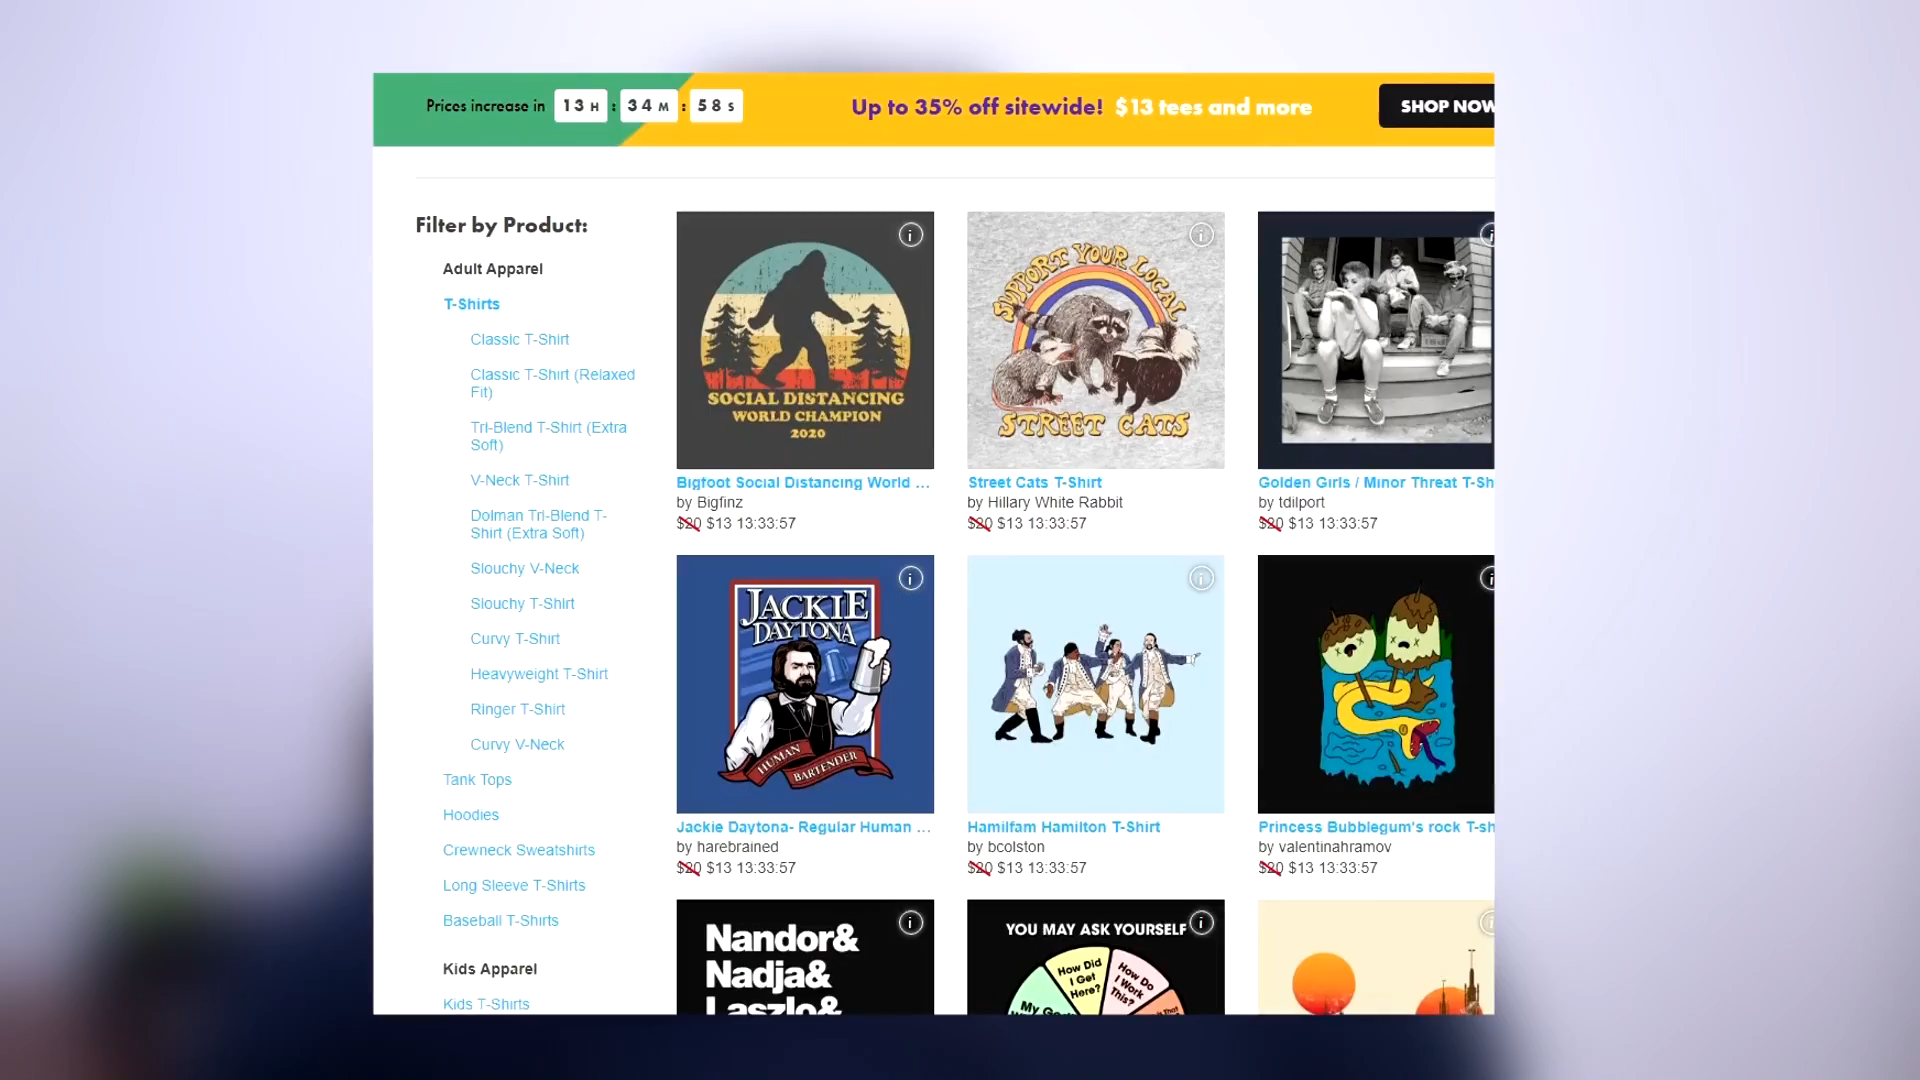 Prices increase in 13 H : 34 M : 58 S
Up to 35% off sitewide! $13 tees and more
SHOP NOW
Filter by Product:
Adult Apparel
T-Shirts
Classic T-Shirt
Classic T-Shirt (Relaxed
Fit)
Tri-Blend T-Shirt (Extra
Soft)
V-Neck T-Shirt
Dolman Tri-Blend T-
Shirt (Extra Soft)
Slouchy V-Neck
Slouchy T-Shirt
Curvy T-Shirt
Heavyweight T-Shirt
Ringer T-Shirt
Curvy V-Neck
Tank Tops
Hoodies
Crewneck Sweatshirts
Long Sleeve T-Shirts
Baseball T-Shirts
Kids Apparel
Kids T-Shirts
SOCIAL DISTANCING
WORLD CHAMPION
2020
Bigfoot Social Distancing World ...
by Bigfinz
$20 $13 13:33:57
SUPPORT YOUR LOCAL
STREET CATS
Street Cats T-Shirt
by Hillary White Rabbit
$20 $13 13:33:57
Golden Girls / Minor Threat T-Sh
by tdilport
$20 $13 13:33:57
JACKIE
DAYTONA
HUMAN BARTENDER
Jackie Daytona- Regular Human ...
by harebrained
$20 $13 13:33:57
Hamilfam Hamilton T-Shirt
by bcolston
$20 $13 13:33:57
Princess Bubblegum's rock T-sh
by valentinahramov
$20 $13 13:33:57
Nandor&
Nadja&
Laszlo&
YOU MAY ASK YOURSELF
How Did
I Get
Here?
How Do
I Work
This?
My